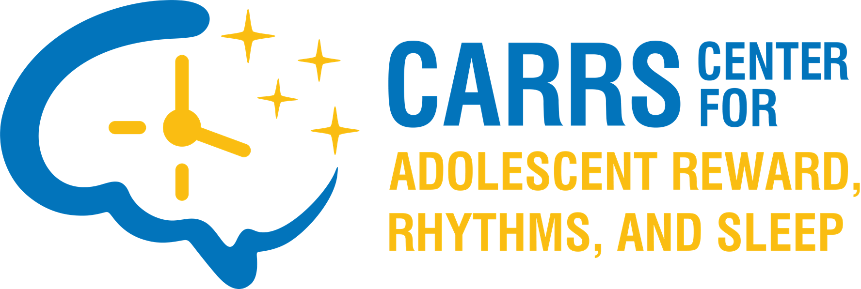 CARRS CENTER FOR
ADOLESCENT REWARD,
RHYTHMS, AND SLEEP